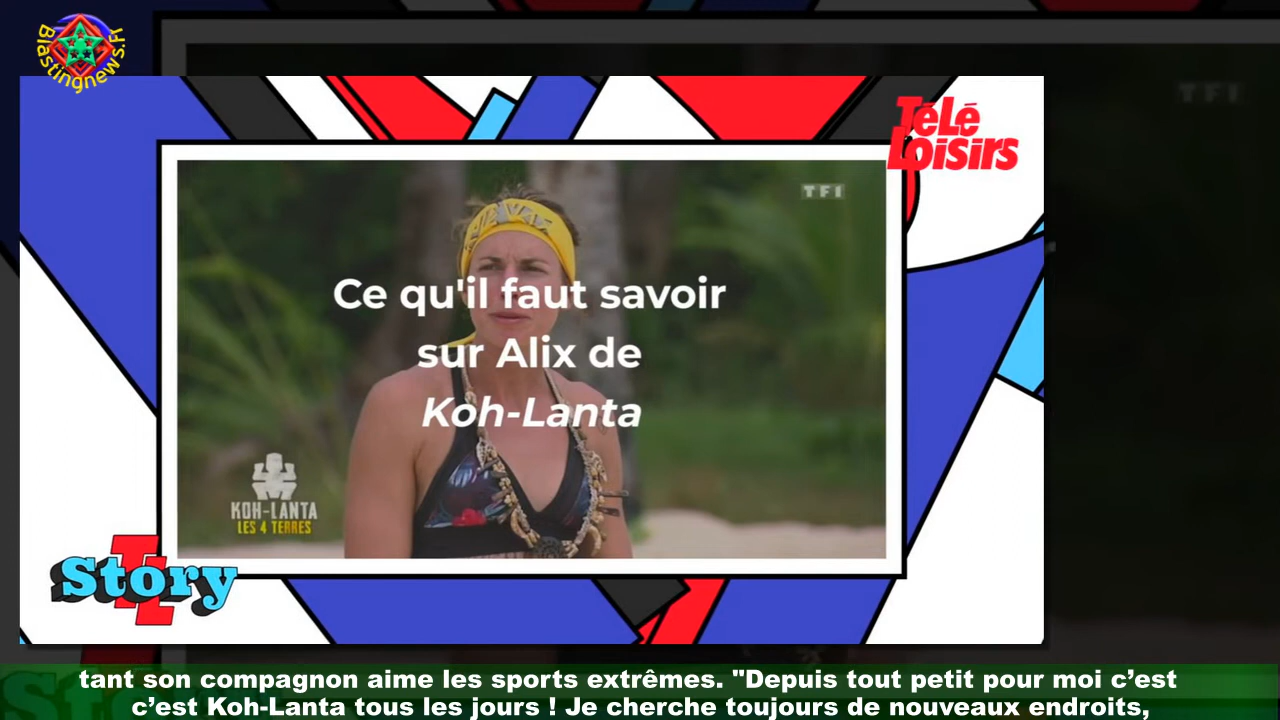 Blastingnews.Fr
TF1
TéLé
Loisirs
TF1
Ce qu'il faut savoir
sur Alix de
Koh-Lanta
KOH-LANTA
LES 4 TERRES
Story
TL
tant son compagnon aime les sports extrêmes. "Depuis tout petit pour moi c’est
c’est Koh-Lanta tous les jours ! Je cherche toujours de nouveaux endroits,